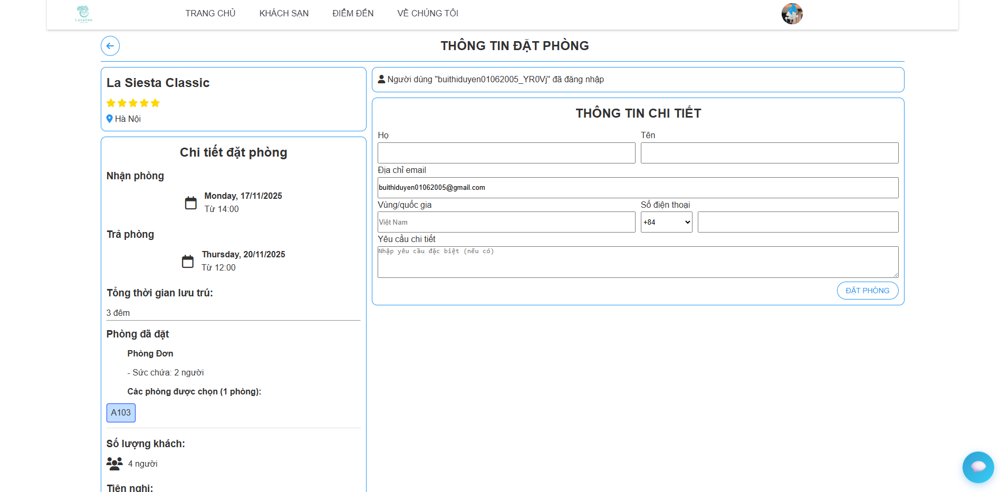 Lavallee
TRANG CHỦ
KHÁCH SẠN
ĐIỂM ĐẾN
VỀ CHÚNG TÔI
THÔNG TIN ĐẶT PHÒNG
La Siesta Classic
Hà Nội
Chi tiết đặt phòng
Nhận phòng
Monday, 17/11/2025
Từ 14:00
Trả phòng
Thursday, 20/11/2025
Từ 12:00
Tổng thời gian lưu trú:
3 đêm
Phòng đã đặt
Phòng Đơn
- Sức chứa: 2 người
Các phòng được chọn (1 phòng):
A103
Số lượng khách:
4 người
Tiện nghi:
Người dùng "buithiduyen01062005_YR0Vj" đã đăng nhập
THÔNG TIN CHI TIẾT
Họ
Tên
Địa chỉ email
buithiduyen01062005@gmail.com
Vùng/quốc gia
Số điện thoại
Việt Nam
+84
Yêu cầu chi tiết
Nhập yêu cầu đặc biệt (nếu có)
ĐẶT PHÒNG